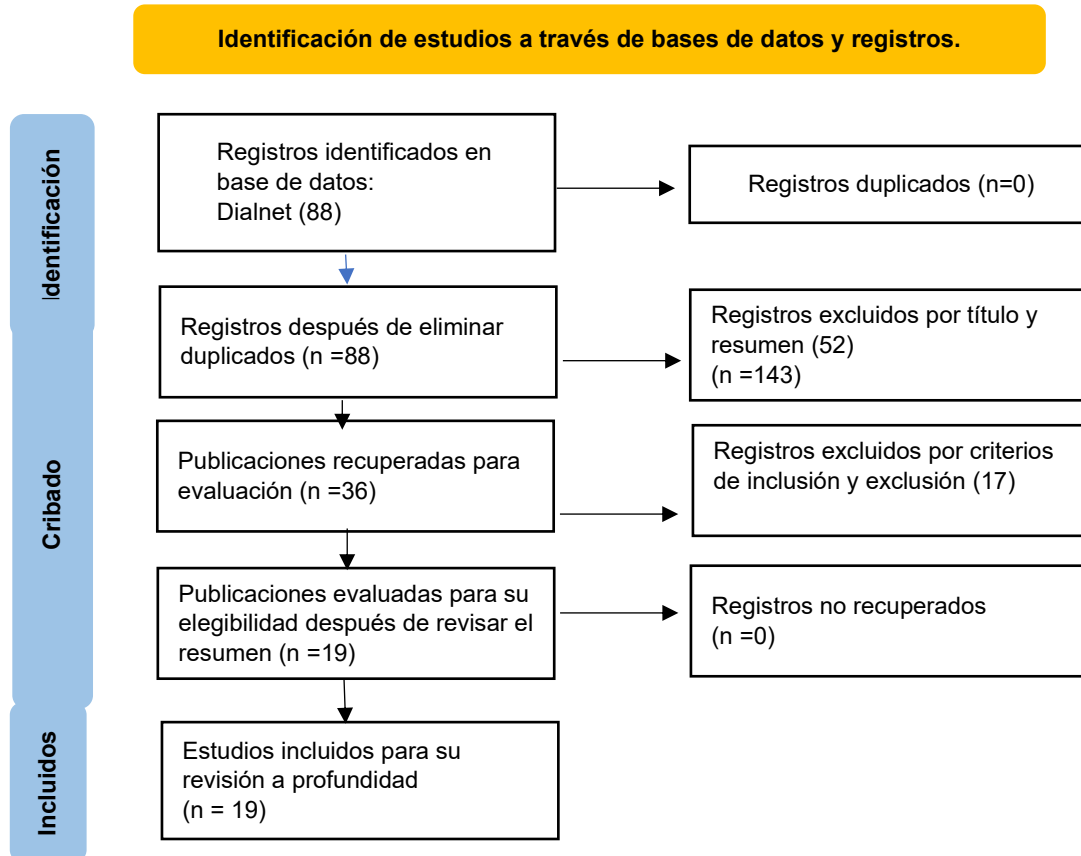 Identificación de estudios a través de bases de datos y registros.
Identificación
Registros identificados en
base de datos:
Dialnet (88)
Registros duplicados (n=0)
Cribado
Registros después de eliminar
duplicados (n =88)
Registros excluidos por título y
resumen (52)
(n =143)
Publicaciones recuperadas para
evaluación (n =36)
Registros excluidos por criterios
de inclusión y exclusión (17)
Publicaciones evaluadas para su
elegibilidad después de revisar el
resumen (n =19)
Registros no recuperados
(n =0)
Incluidos
Estudios incluidos para su
revisión a profundidad
(n = 19)